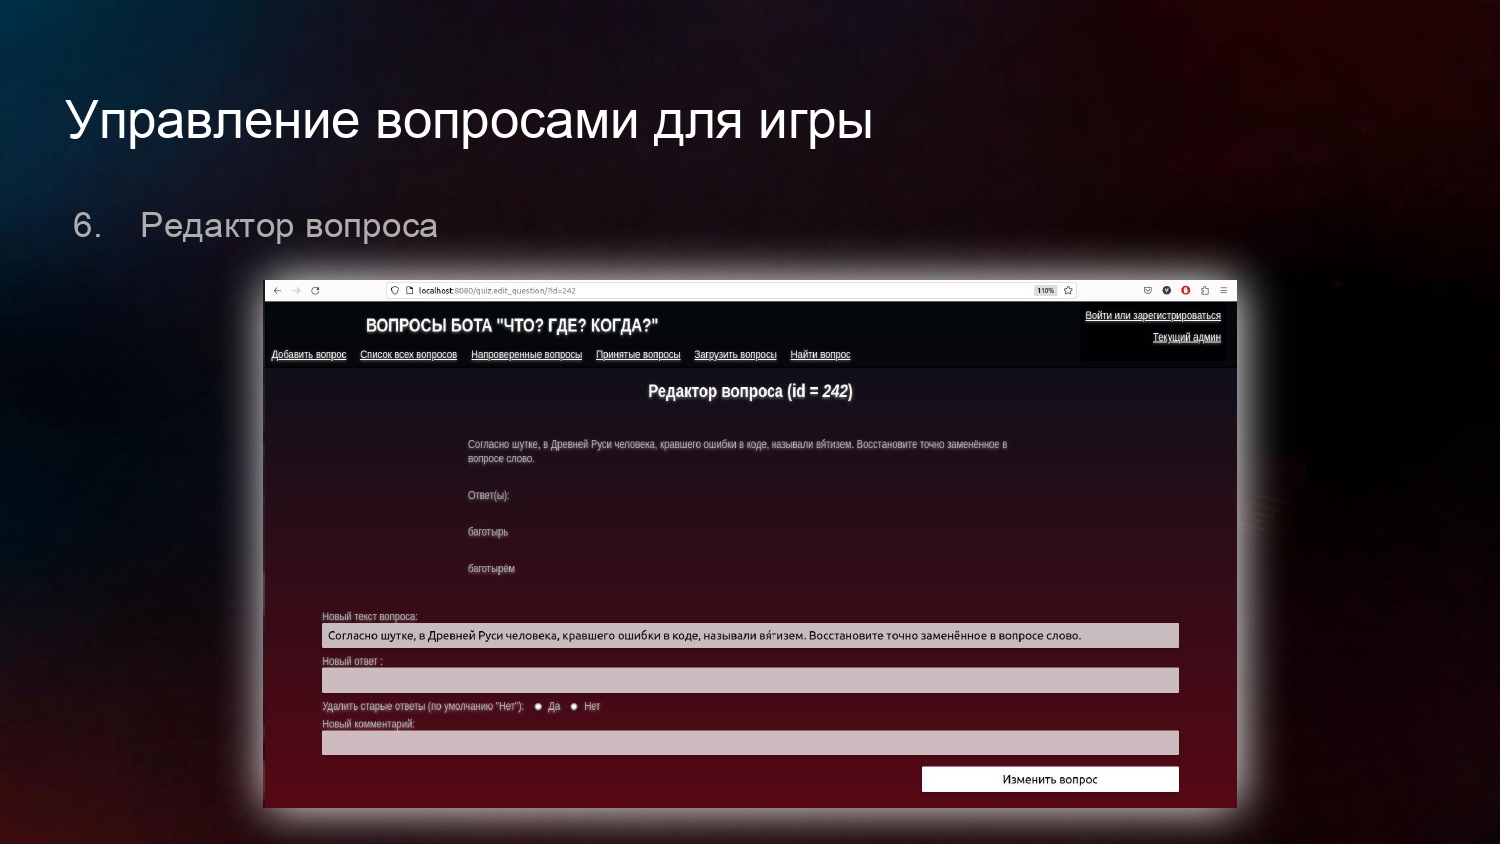 Управление вопросами для игры
6. Редактор вопроса
localhost:8080/quiz.edit_question/?id=242
110%
ВОПРОСЫ БОТА "ЧТО? ГДЕ? КОГДА?"
Войти или зарегистрироваться
Текущий админ
Добавить вопрос Список всех вопросов Напроверенные вопросы Принятые вопросы Загрузить вопросы Найти вопрос
Редактор вопроса (id = 242)
Согласно шутке, в Древней Руси человека, кравшего ошибки в коде, называли вя́тизем. Восстановите точно заменённое в
вопросе слово.
Ответ(ы):
баготырь
баготырём
Новый текст вопроса:
Согласно шутке, в Древней Руси человека, кравшего ошибки в коде, называли вя́тизем. Восстановите точно заменённое в вопросе слово.
Новый ответ :
Удалить старые ответы (по умолчанию "Нет"): Да Нет
Новый комментарий:
Изменить вопрос